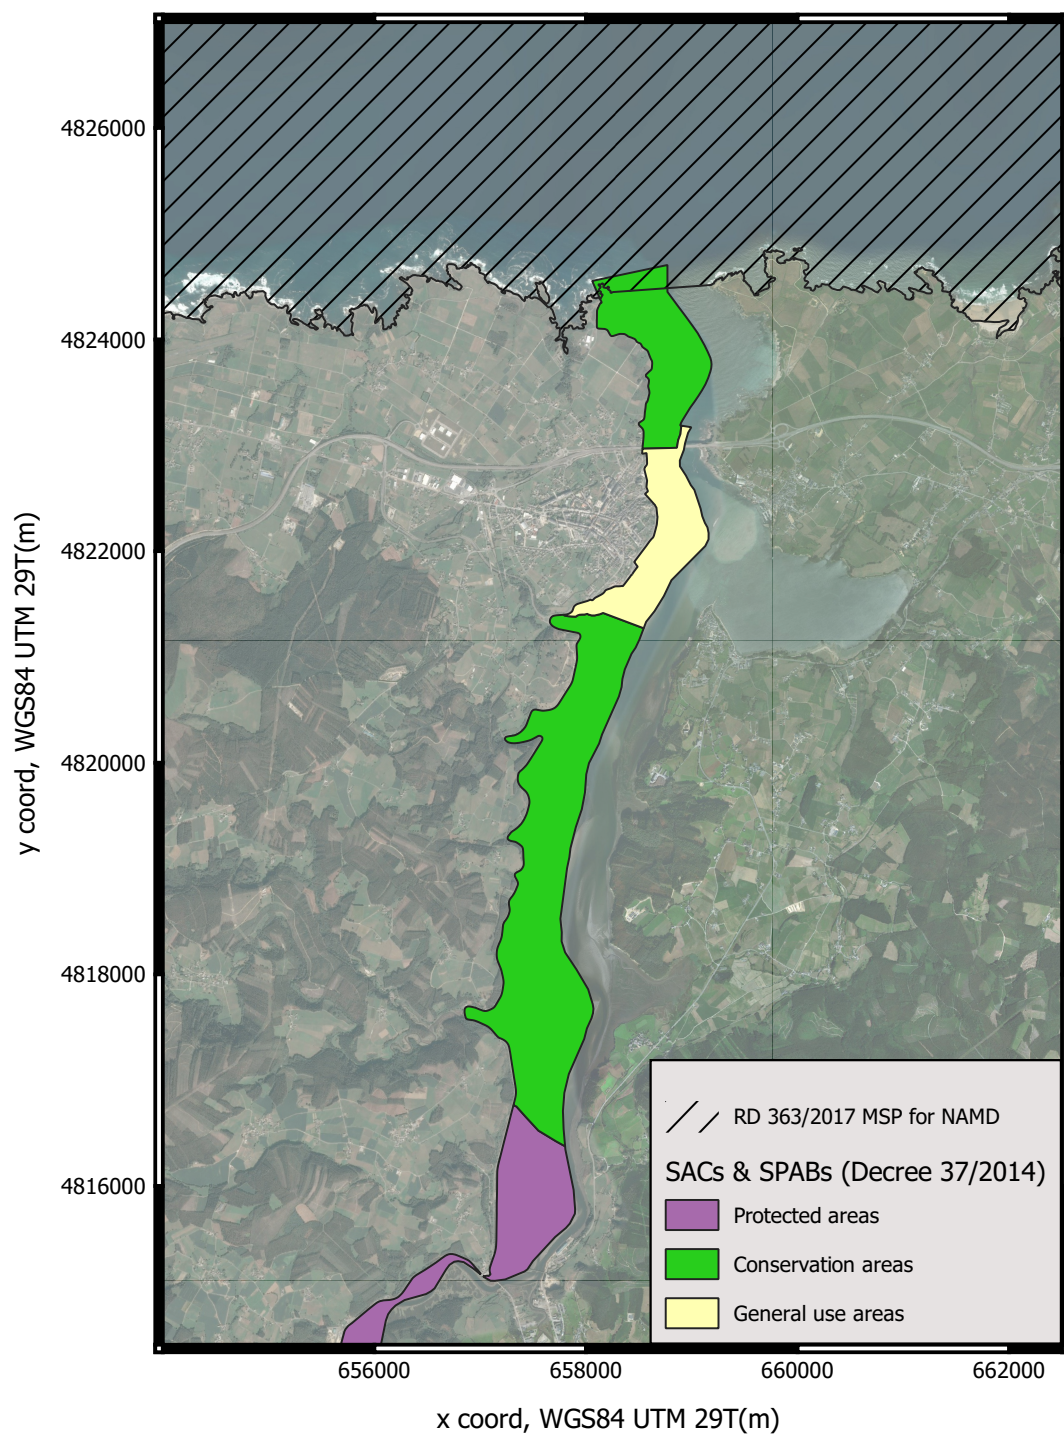 4826000
4824000
4822000
4820000
4818000
4816000
y coord, WGS84 UTM 29T(m)
RD 363/2017 MSP for NAMD
SACs & SPABs (Decree 37/2014)
Protected areas
Conservation areas
General use areas
656000
658000
660000
662000
x coord, WGS84 UTM 29T(m)